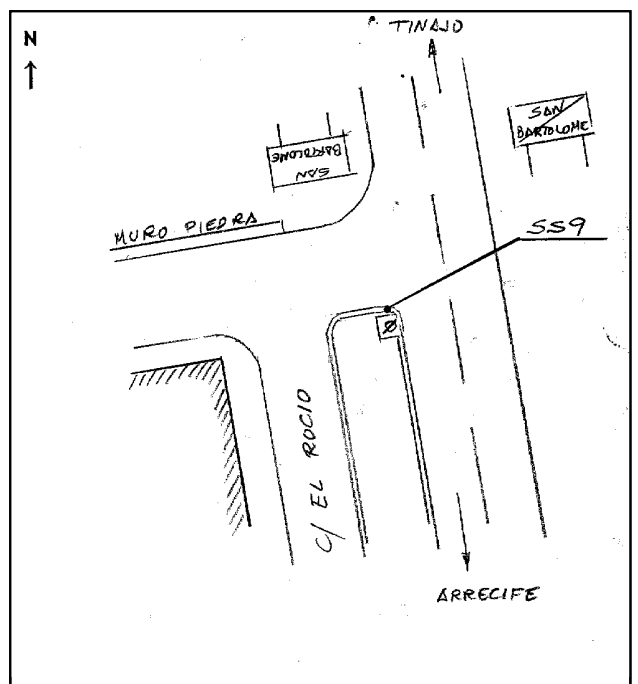 N
A TINAJO
SAN
BARTOLOME
SAN
BARTOLOME
MURO PIEDRA
SS9
C/ EL ROCIO
ARRECIFE